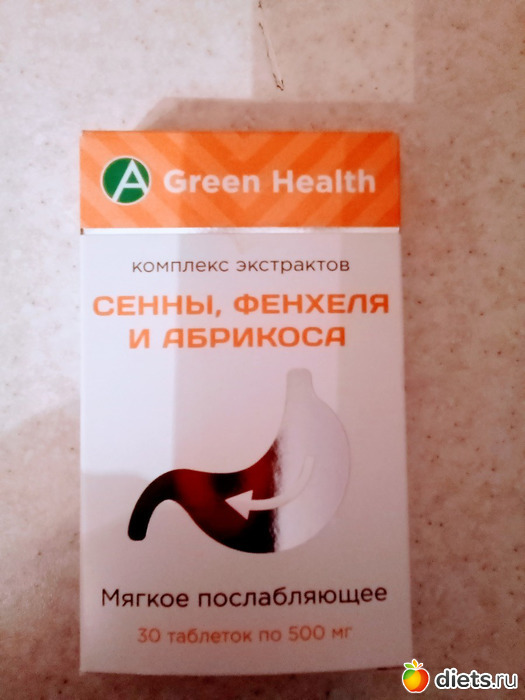 A Green Health
комплекс экстрактов
СЕННЫ, ФЕНХЕЛЯ
И АБРИКОСА
Мягкое послабляющее
30 таблеток по 500 мг
diets.ru